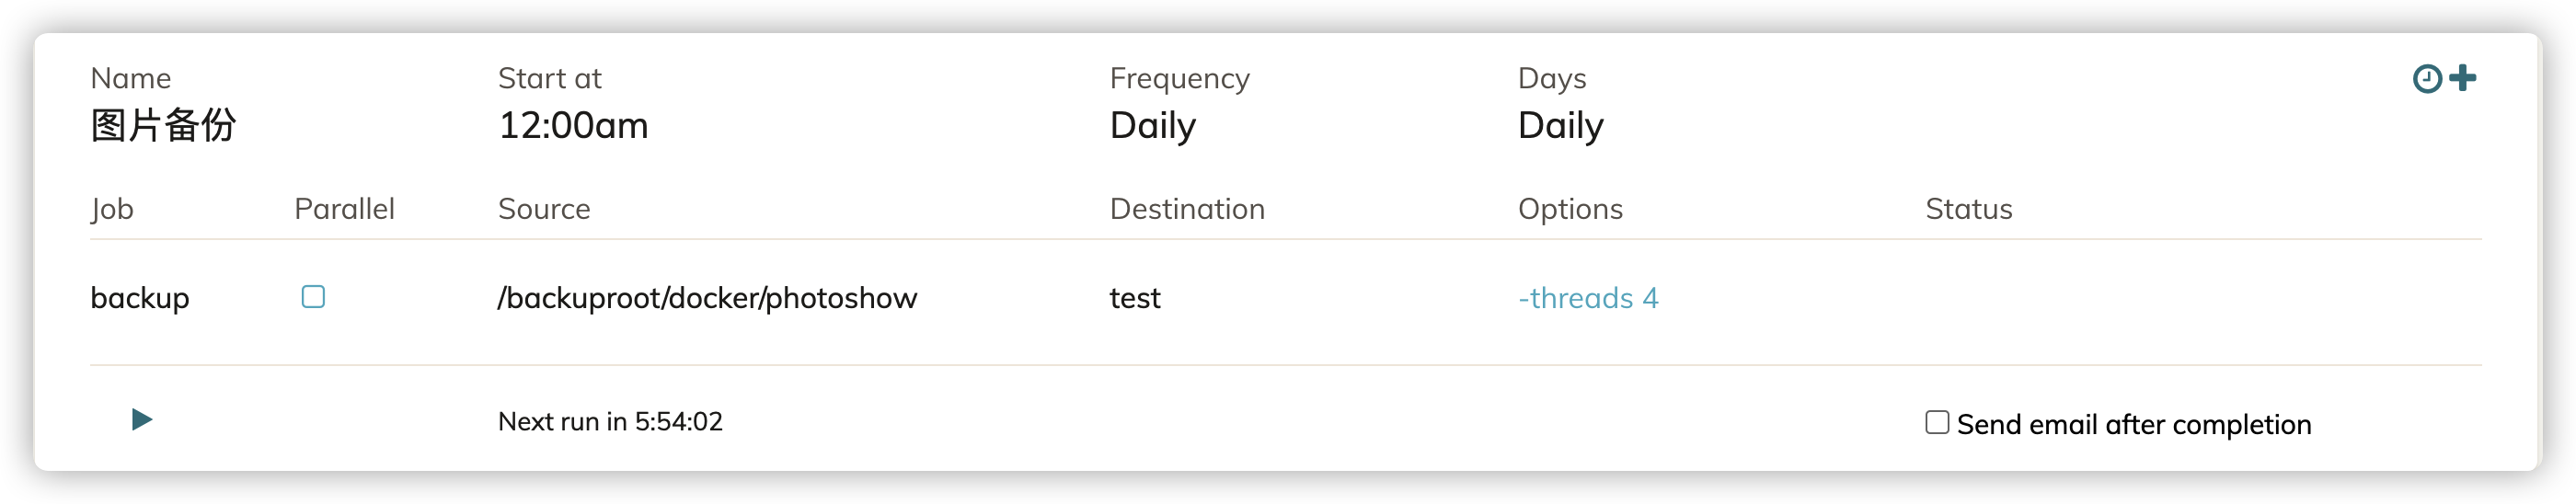 Name Start at Frequency Days
图片备份 12:00am Daily Daily
Job Parallel Source Destination Options Status
backup /backuproot/docker/photoshow test -threads 4
Next run in 5:54:02 Send email after completion